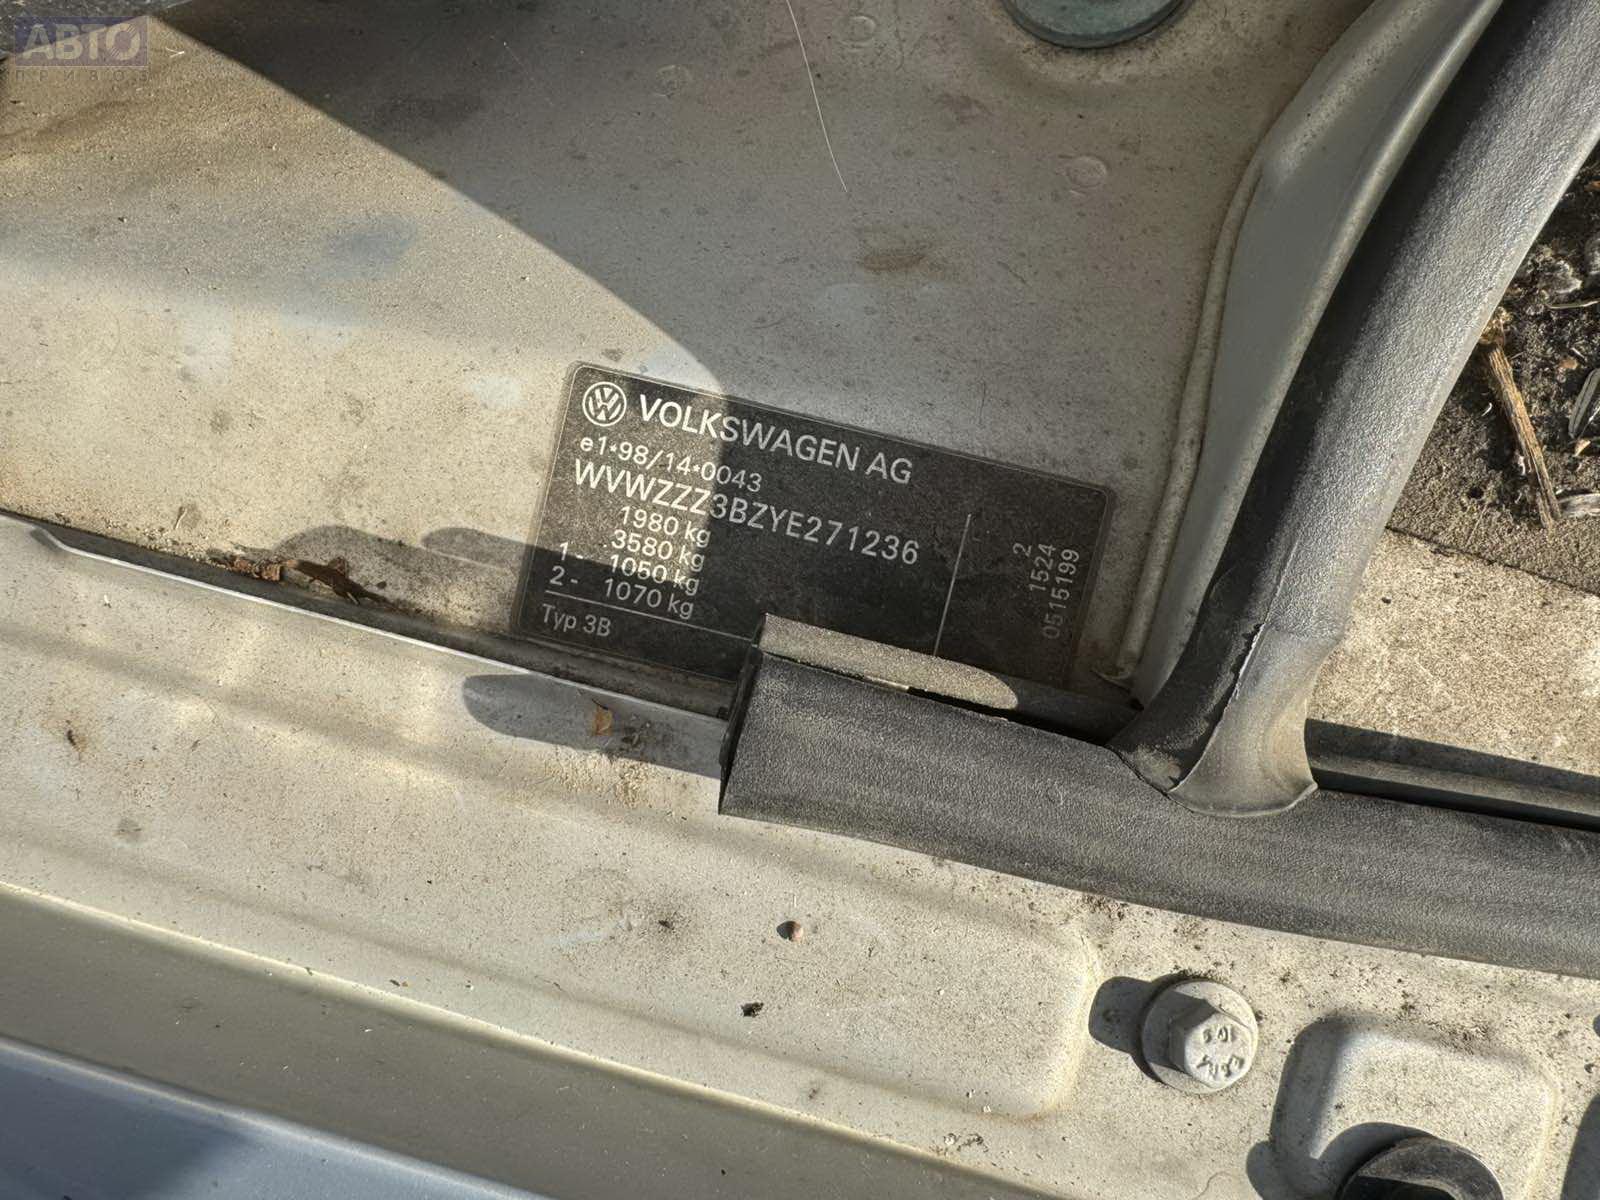 АВТО
ПРИВОЗ
VOLKSWAGEN AG
e1*98/14*0043
WVWZZZ3BZYE271236
1980 kg
3580 kg
1- 1050 kg
2- 1070 kg
Typ 3B
2
1524
0515199